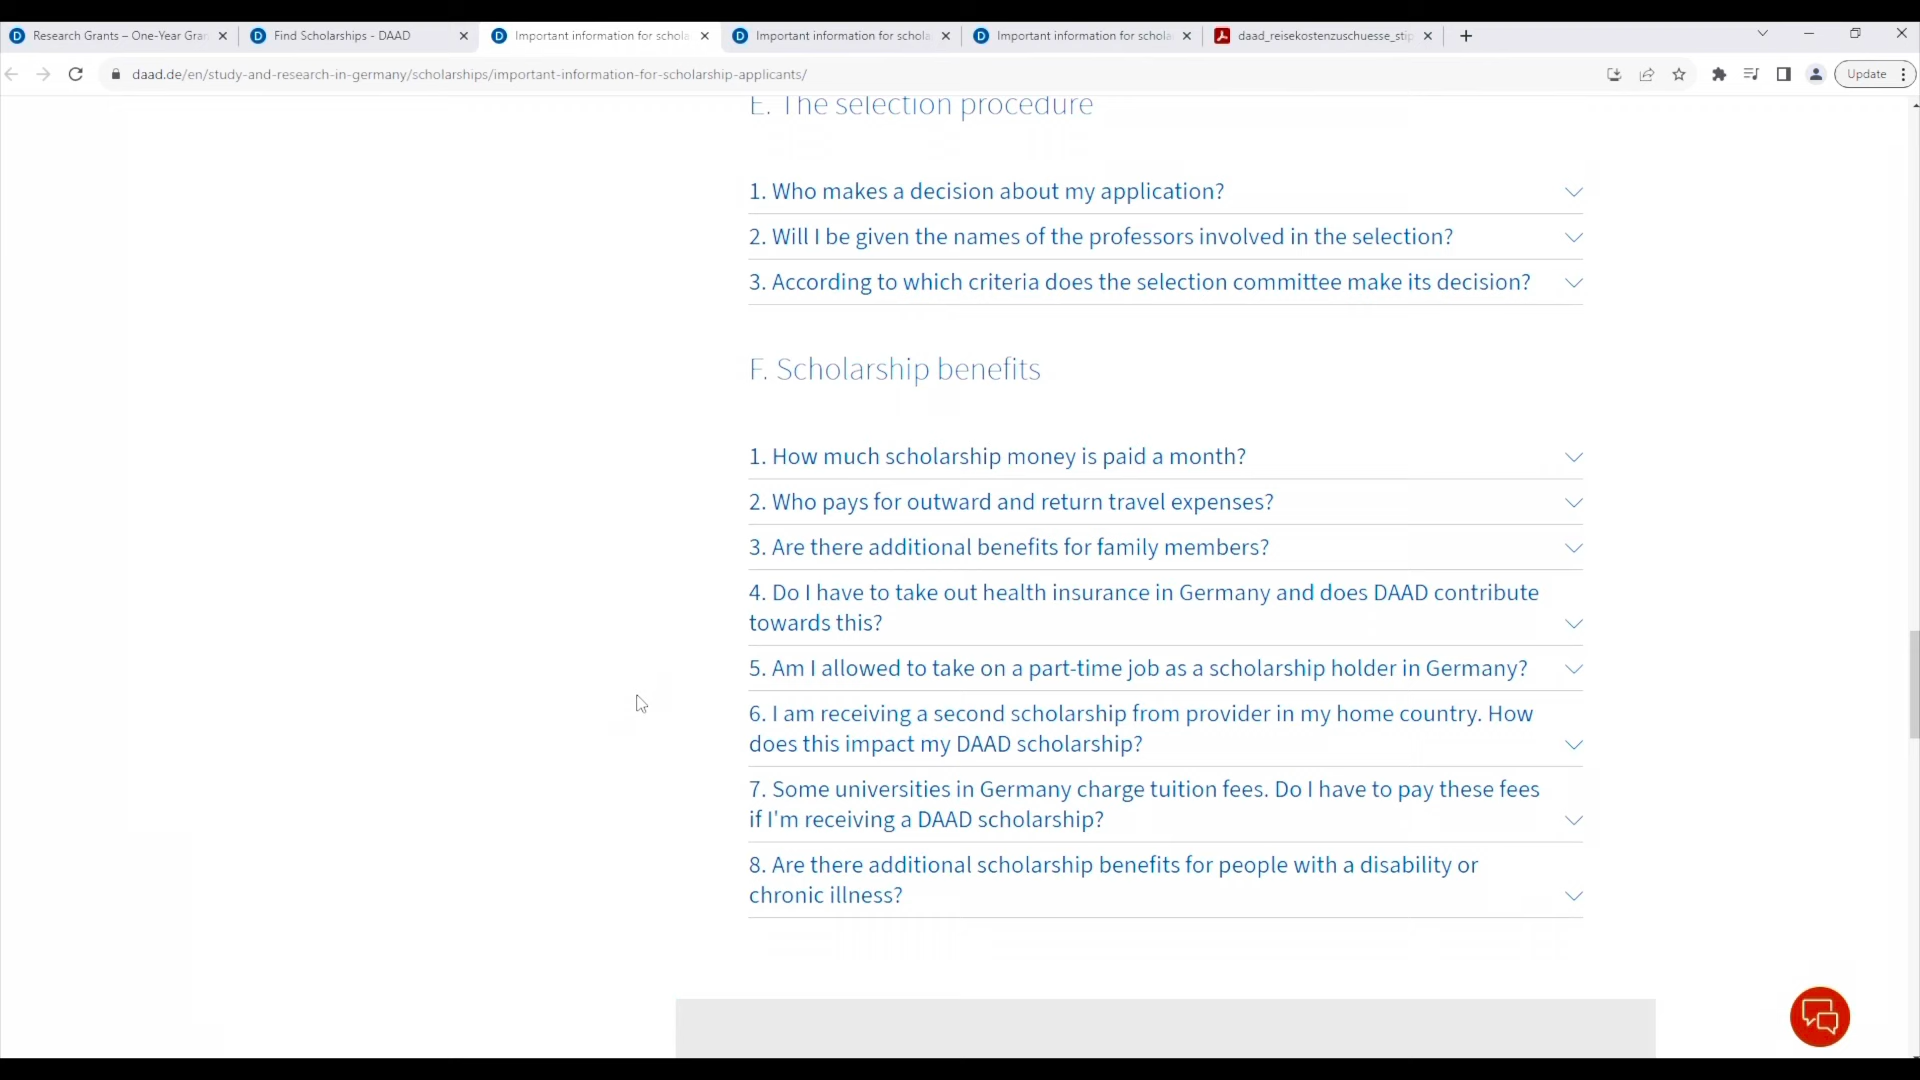 Research Grants – One-Year Gra
Find Scholarships - DAAD
Important information for schola
Important information for schola
Important information for schola
daad_reisekostenzuschuesse_stip
daad.de/en/study-and-research-in-germany/scholarships/important-information-for-scholarship-applicants/
Update
E. The selection procedure
1. Who makes a decision about my application?
2. Will I be given the names of the professors involved in the selection?
3. According to which criteria does the selection committee make its decision?
F. Scholarship benefits
1. How much scholarship money is paid a month?
2. Who pays for outward and return travel expenses?
3. Are there additional benefits for family members?
4. Do I have to take out health insurance in Germany and does DAAD contribute
towards this?
5. Am I allowed to take on a part-time job as a scholarship holder in Germany?
6. I am receiving a second scholarship from provider in my home country. How
does this impact my DAAD scholarship?
7. Some universities in Germany charge tuition fees. Do I have to pay these fees
if I'm receiving a DAAD scholarship?
8. Are there additional scholarship benefits for people with a disability or
chronic illness?